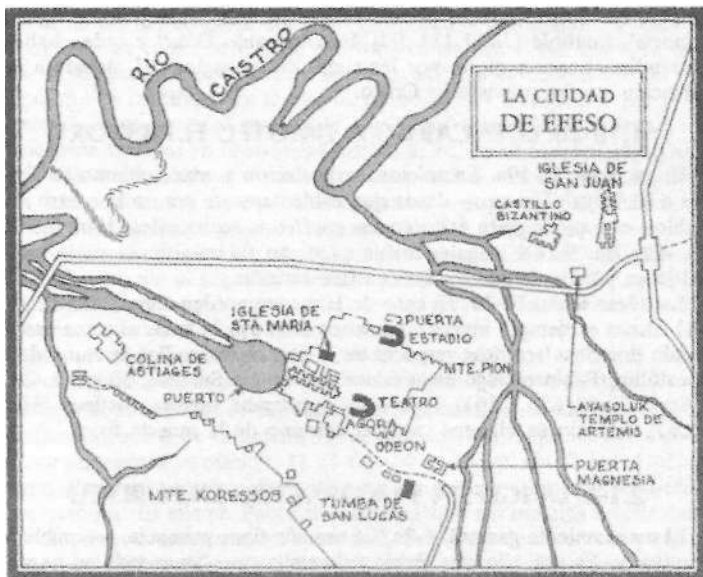 RIO
CAISTRO
LA CIUDAD
DE EFESO
IGLESIA DE
SAN JUAN
CASTILLO
BIZANTINO
IGLESIA DE
STA MARIA
PUERTA
ESTADIO
COLINA DE
ASTIAGES
MTE. PION
PUERTO
TEATRO
AGORA
ODEON
AYASOLUK
TEMPLO DE
ARTEMIS
PUERTA
MAGNESIA
MTE. KORESSOS
TUMBA DE
SAN LUCAS